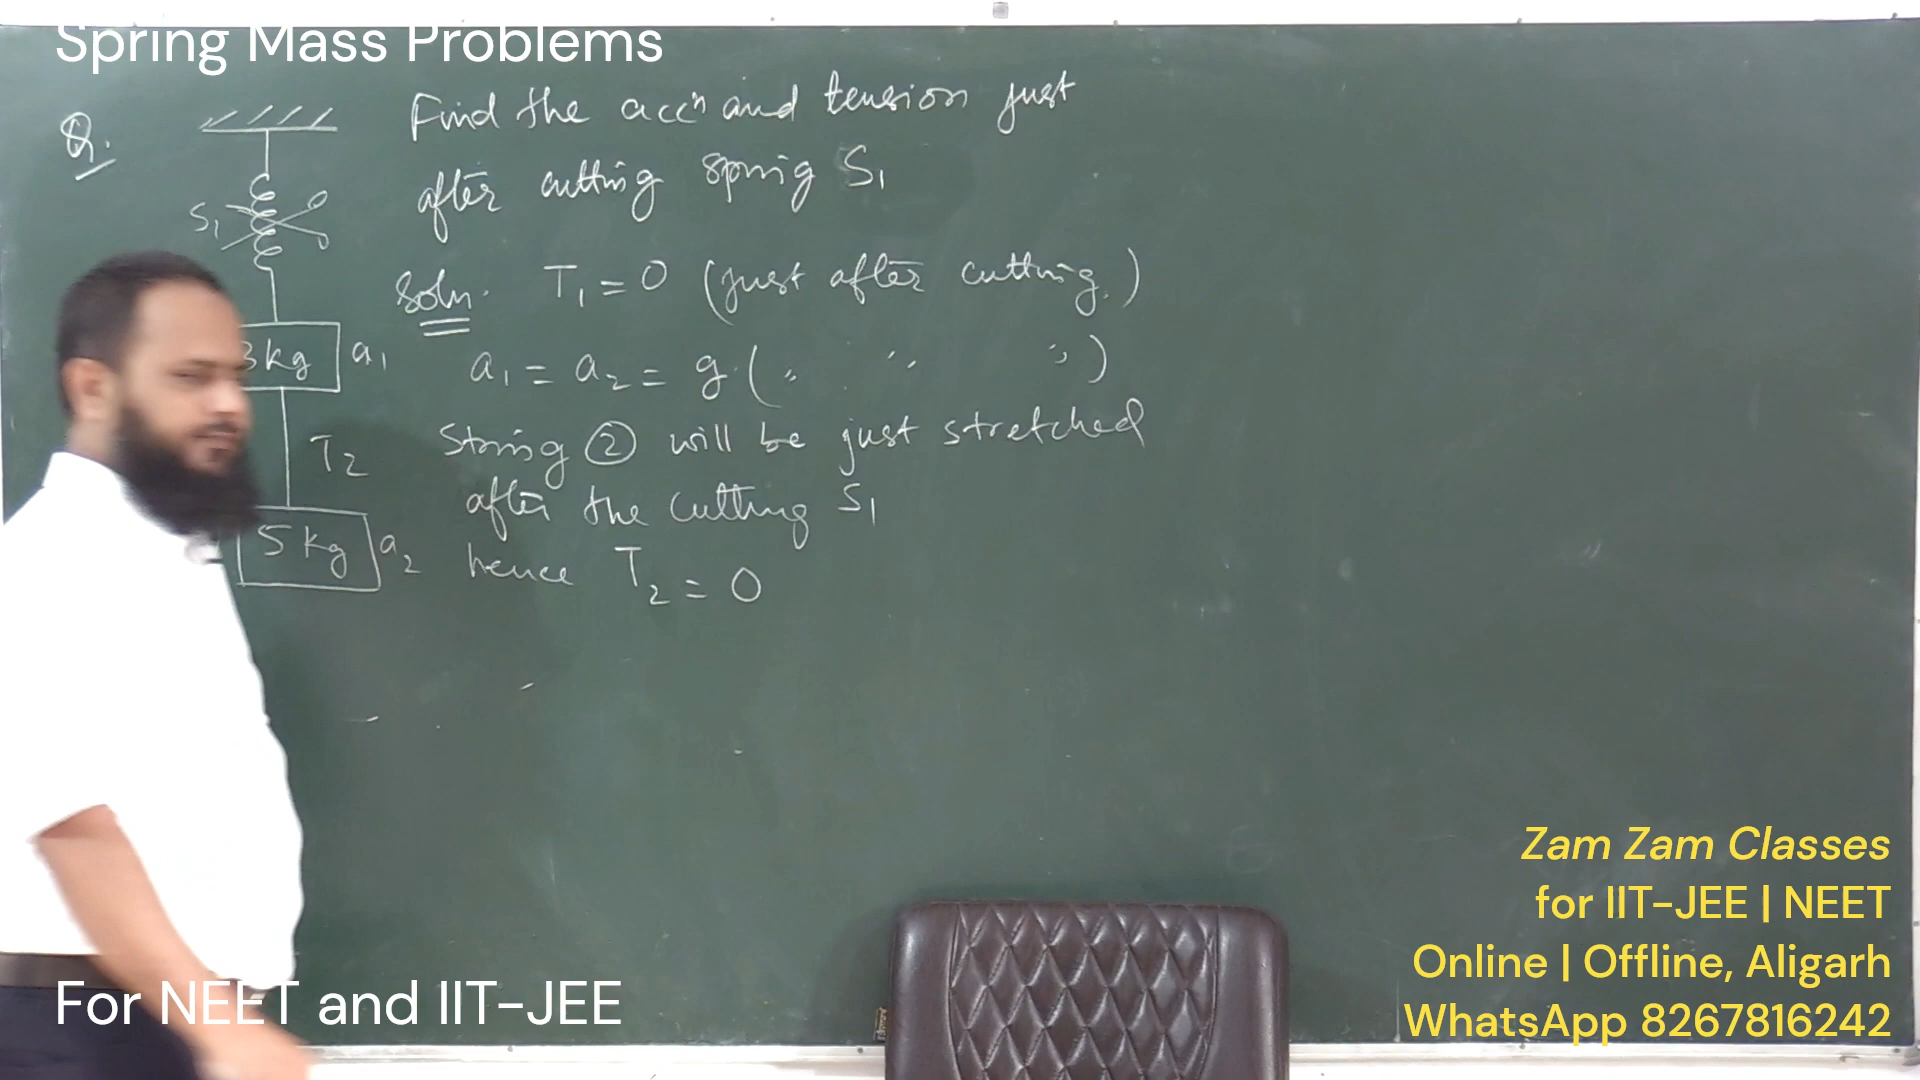 Spring Mass Problems
Q. Find the accn and tension just
after cutting spring S1
S1
Soln. T1 = 0 (just after cutting.)
3kg a1
a1 = a2 = g (" " ")
String ② will be just stretched
T2
after the cutting S1
5 kg a2
hence T2 = 0
Zam Zam Classes
for IIT-JEE | NEET
Online | Offline, Aligarh
WhatsApp 8267816242
For NEET and IIT-JEE